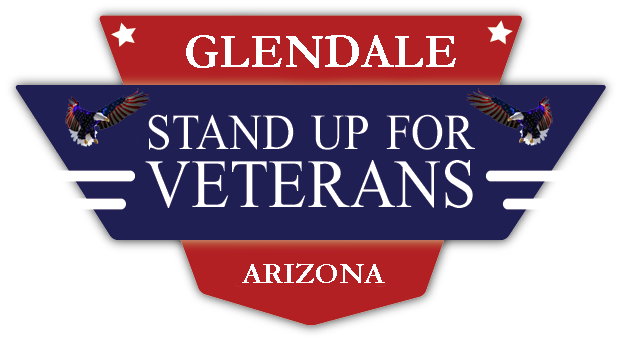 GLENDALE
STAND UP FOR
VETERANS
ARIZONA